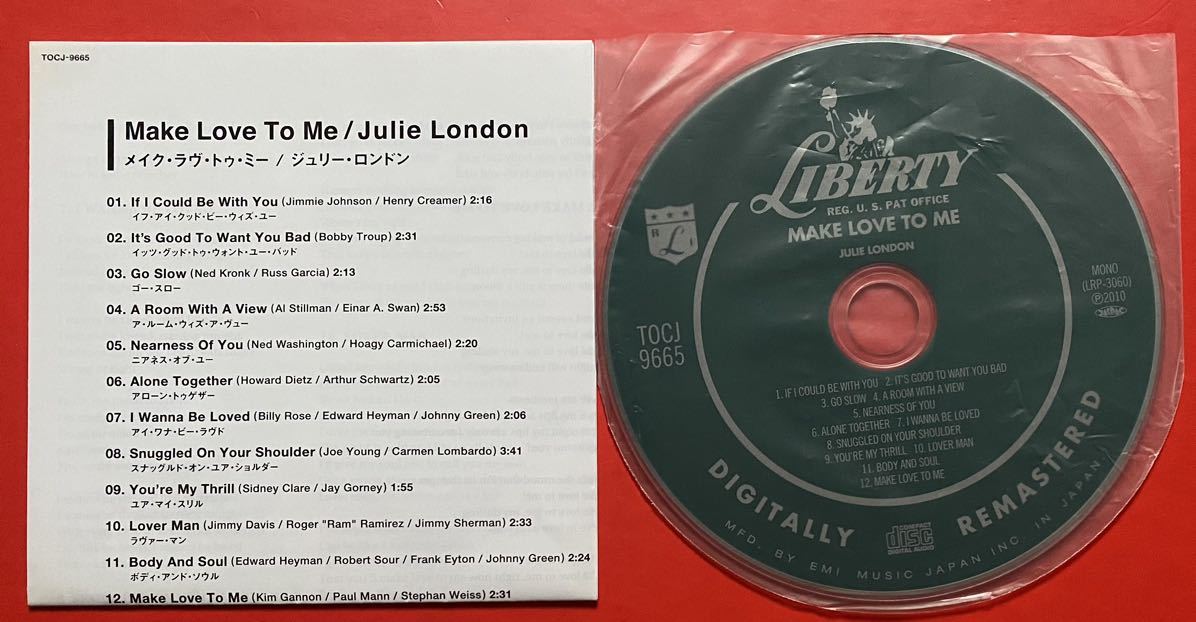 TOCJ-9665
Make Love To Me / Julie London
メイク・ラヴ・トゥ・ミー / ジュリー・ロンドン
01. If I Could Be With You (Jimmie Johnson / Henry Creamer) 2:16
イフ・アイ・クッド・ビー・ウィズ・ユー
02. It's Good To Want You Bad (Bobby Troup) 2:31
イッツ・グッド・トゥ・ウォント・ユー・バッド
03. Go Slow (Ned Kronk / Russ Garcia) 2:13
ゴー・スロー
04. A Room With A View (Al Stillman / Einar A. Swan) 2:53
ア・ルーム・ウィズ・ア・ヴュー
05. Nearness Of You (Ned Washington / Hoagy Carmichael) 2:20
ニアネス・オブ・ユー
06. Alone Together (Howard Dietz / Arthur Schwartz) 2:05
アローン・トゥゲザー
07. I Wanna Be Loved (Billy Rose / Edward Heyman / Johnny Green) 2:06
アイ・ワナ・ビー・ラヴド
08. Snuggled On Your Shoulder (Joe Young / Carmen Lombardo) 3:41
スナッグルド・オン・ユア・ショルダー
09. You're My Thrill (Sidney Clare / Jay Gorney) 1:55
ユア・マイ・スリル
10. Lover Man (Jimmy Davis / Roger "Ram" Ramirez / Jimmy Sherman) 2:33
ラヴァー・マン
11. Body And Soul (Edward Heyman / Robert Sour / Frank Eyton / Johnny Green) 2:24
ボディ・アンド・ソウル
12. Make Love To Me (Kim Gannon / Paul Mann / Stephan Weiss) 2:31
LIBERTY
REG. U. S. PAT OFFICE
MAKE LOVE TO ME
JULIE LONDON
R L I
MONO
(LRP-3060)
Ⓟ2010
TOCJ
9665
1. IF I COULD BE WITH YOU 2. IT'S GOOD TO WANT YOU BAD
3. GO SLOW 4. A ROOM WITH A VIEW
5. NEARNESS OF YOU
6. ALONE TOGETHER 7. I WANNA BE LOVED
8. SNUGGLED ON YOUR SHOULDER
9. YOU'RE MY THRILL 10. LOVER MAN
11. BODY AND SOUL
12. MAKE LOVE TO ME
DIGITALLY REMASTERED
COMPACT
disc
DIGITAL AUDIO
MFD. BY EMI MUSIC JAPAN INC. IN JAPAN